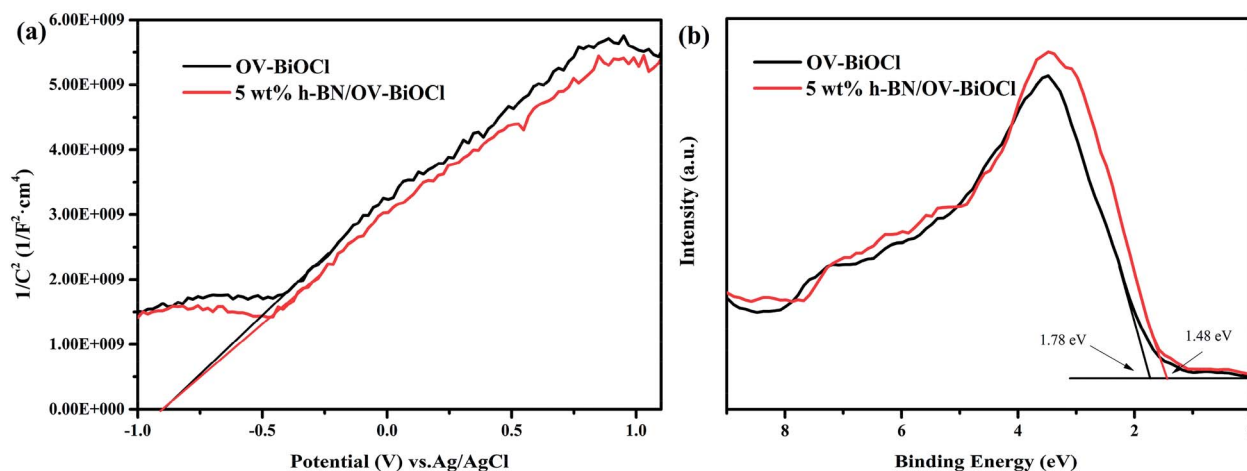 (a)
OV-BiOCl
5 wt% h-BN/OV-BiOCl
6.00E+009
5.00E+009
4.00E+009
3.00E+009
2.00E+009
1.00E+009
0.00E+000
1/C² (1/F²·cm⁴)
-1.0
-0.5
0.0
0.5
1.0
Potential (V) vs.Ag/AgCl
(b)
OV-BiOCl
5 wt% h-BN/OV-BiOCl
Intensity (a.u.)
1.78 eV
1.48 eV
8
6
4
2
Binding Energy (eV)